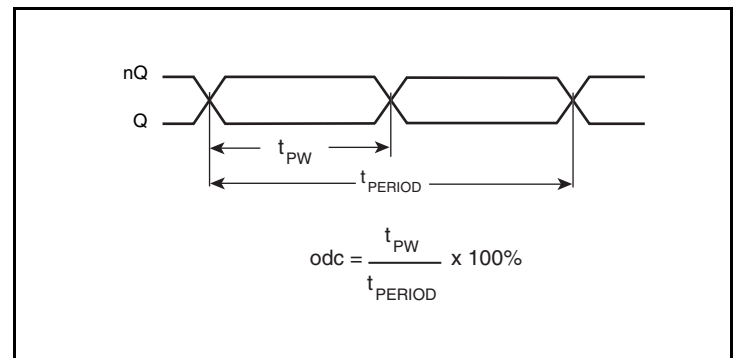 nQ
Q
tPW
tPERIOD
odc = tPW / tPERIOD x 100%